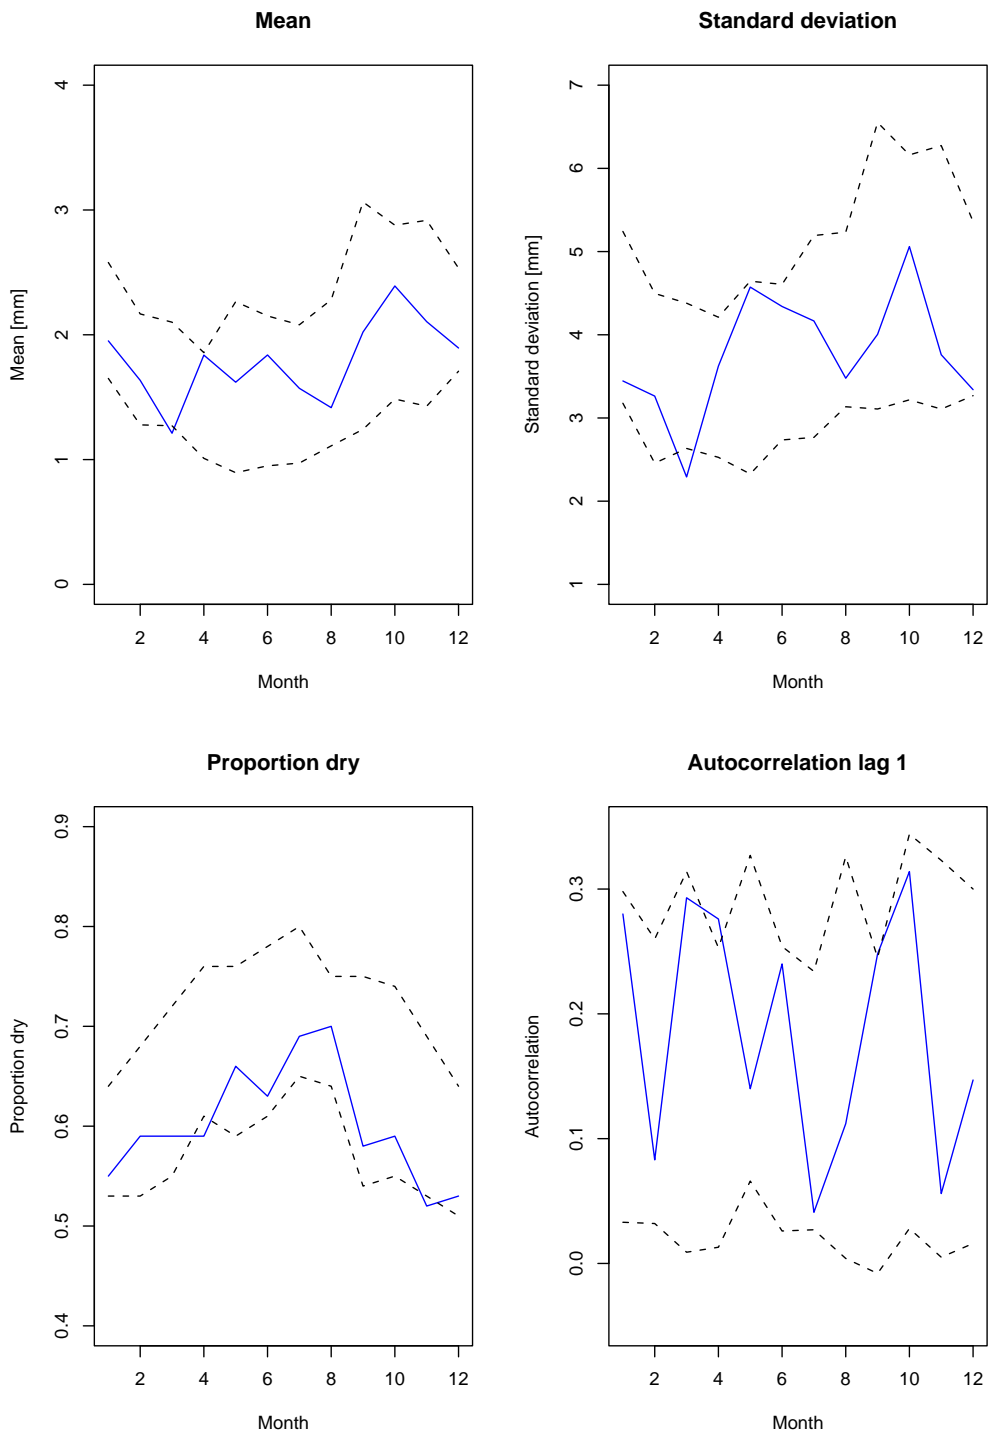 Mean
Mean [mm]
4
3
2
1
0
2 4 6 8 10 12
Month
Standard deviation
Standard deviation [mm]
7
6
5
4
3
2
1
2 4 6 8 10 12
Month
Proportion dry
Proportion dry
0.9
0.8
0.7
0.6
0.5
0.4
2 4 6 8 10 12
Month
Autocorrelation lag 1
Autocorrelation
0.3
0.2
0.1
0.0
2 4 6 8 10 12
Month